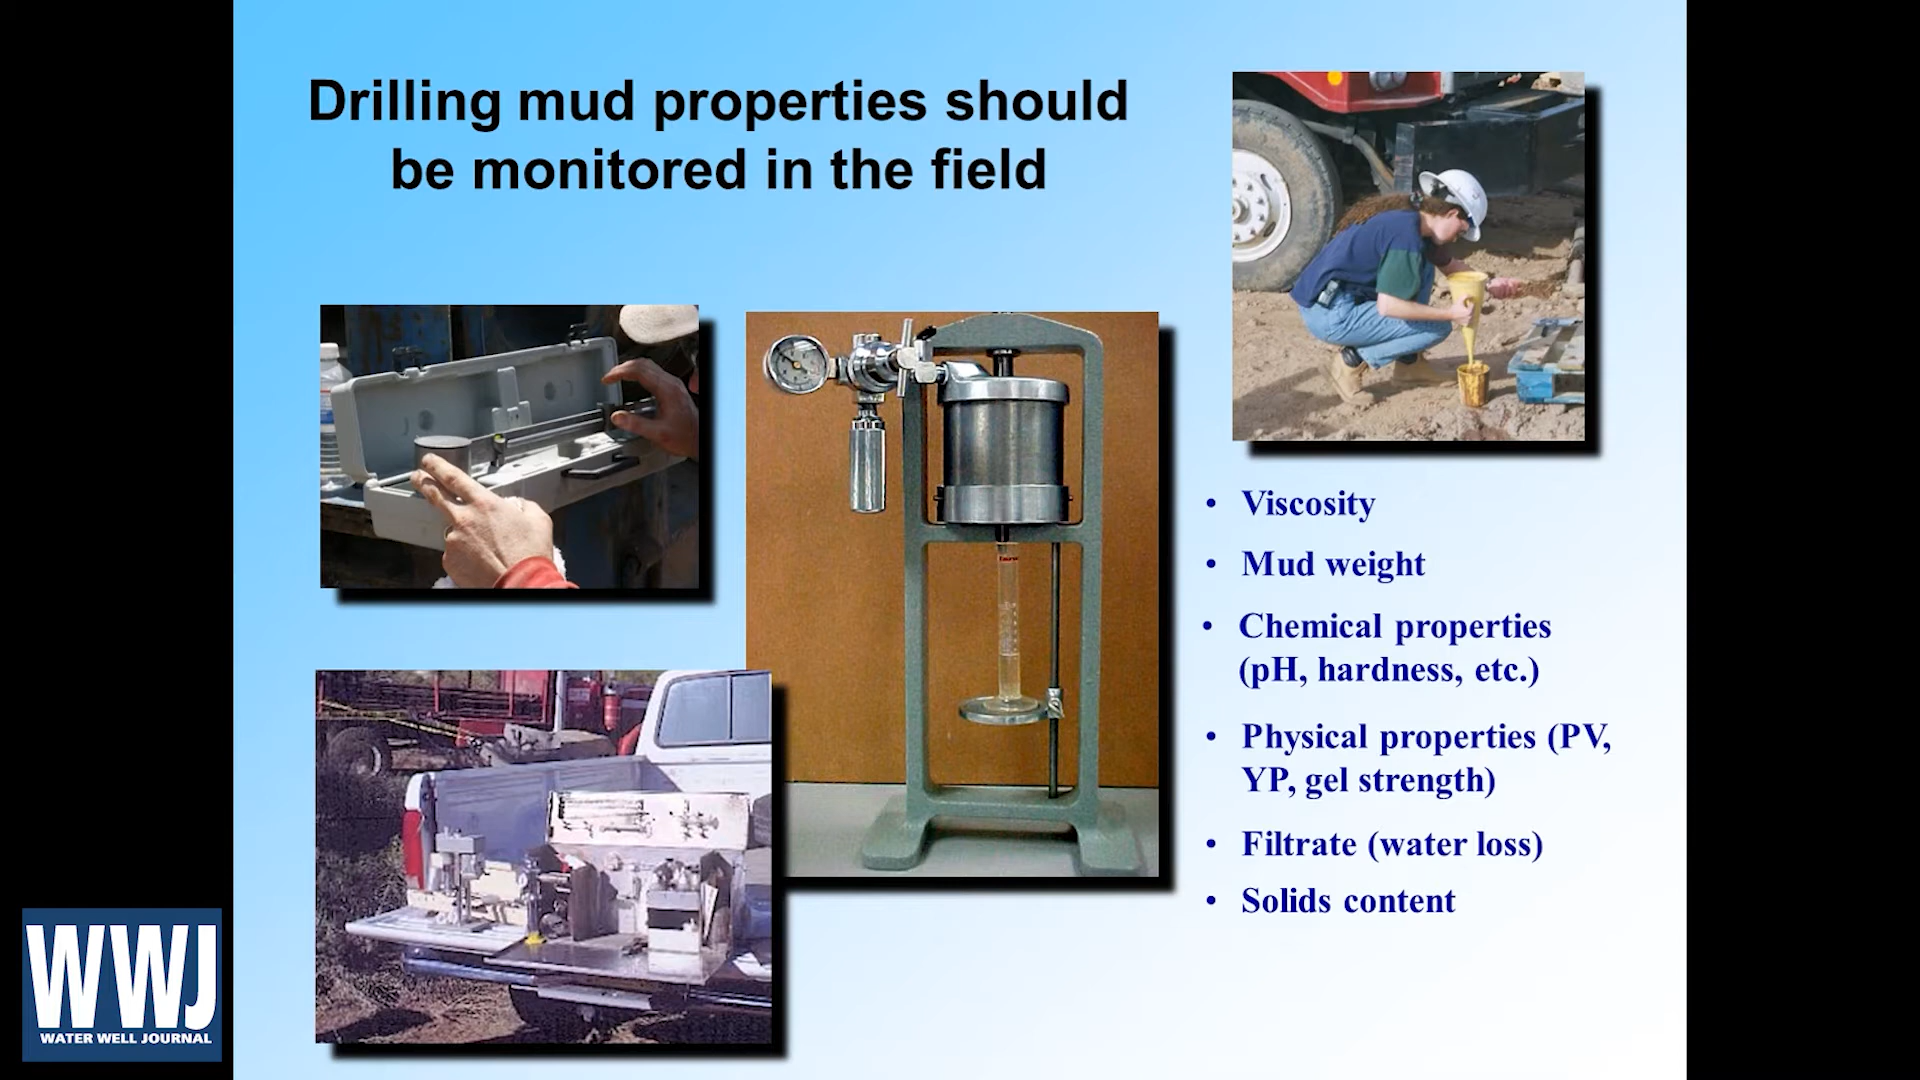 Drilling mud properties should
be monitored in the field
• Viscosity
• Mud weight
• Chemical properties
(pH, hardness, etc.)
• Physical properties (PV,
YP, gel strength)
• Filtrate (water loss)
• Solids content
WWJ
WATER WELL JOURNAL